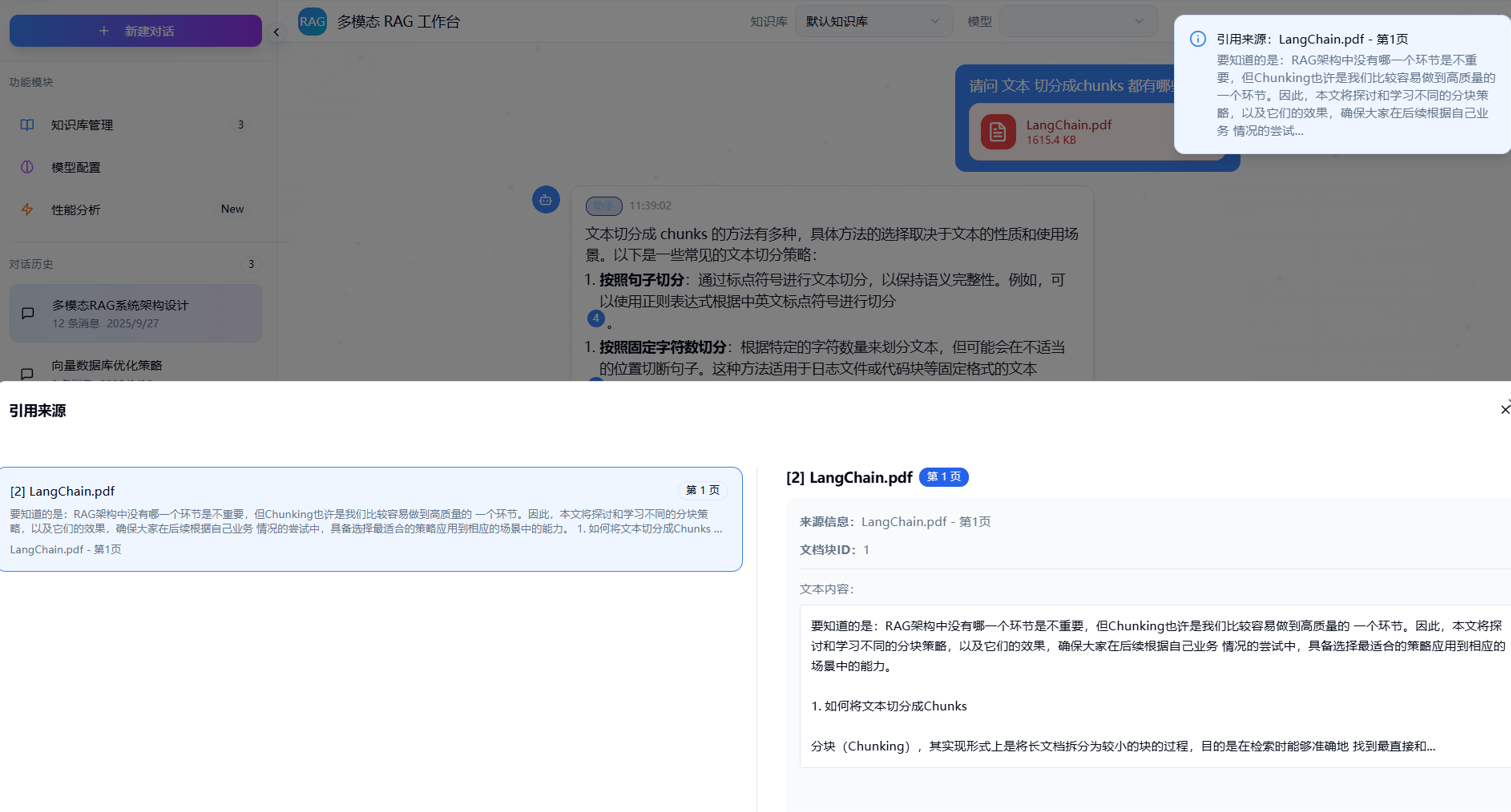 新建对话
RAG 多模态 RAG 工作台
知识库 默认知识库
模型
引用来源：LangChain.pdf - 第1页
要知道的是：RAG架构中没有哪一个环节是不重
要，但Chunking也许是我们比较容易做到高质量的
一个环节。因此，本文将探讨和学习不同的分块策
略，以及它们的效果，确保大家在后续根据自己业
务 情况的尝试...
功能模块
知识库管理 3
模型配置
性能分析 New
对话历史 3
多模态RAG系统架构设计
12 条消息 2025/9/27
向量数据库优化策略
请问 文本 切分成chunks 都有哪些
LangChain.pdf
1615.4 KB
助手 11:39:02
文本切分成 chunks 的方法有多种，具体方法的选择取决于文本的性质和使用场
景。以下是一些常见的文本切分策略：
1. 按照句子切分：通过标点符号进行文本切分，以保持语义完整性。例如，可
以使用正则表达式根据中英文标点符号进行切分
4 。
1. 按照固定字符数切分：根据特定的字符数量来划分文本，但可能会在不适当
的位置切断句子。这种方法适用于日志文件或代码块等固定格式的文本
引用来源
[2] LangChain.pdf 第 1 页
要知道的是：RAG架构中没有哪一个环节是不重要，但Chunking也许是我们比较容易做到高质量的 一个环节。因此，本文将探讨和学习不同的分块策
略，以及它们的效果，确保大家在后续根据自己业务 情况的尝试中，具备选择最适合的策略应用到相应的场景中的能力。 1. 如何将文本切分成Chunks ...
LangChain.pdf - 第1页
[2] LangChain.pdf 第 1 页
来源信息： LangChain.pdf - 第1页
文档块ID： 1
文本内容：
要知道的是：RAG架构中没有哪一个环节是不重要，但Chunking也许是我们比较容易做到高质量的 一个环节。因此，本文将探
讨和学习不同的分块策略，以及它们的效果，确保大家在后续根据自己业务 情况的尝试中，具备选择最适合的策略应用到相应的
场景中的能力。
1. 如何将文本切分成Chunks
分块（Chunking），其实现形式上是将长文档拆分为较小的块的过程，目的是在检索时能够准确地 找到最直接和...